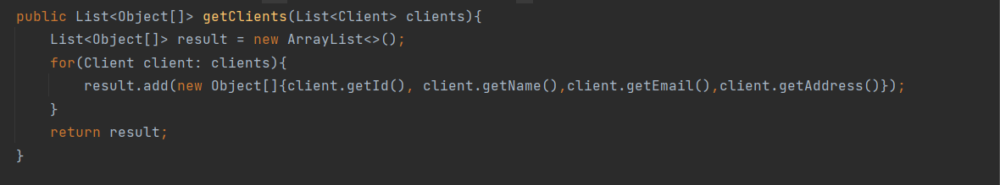 public List<Object[]> getClients(List<Client> clients){
    List<Object[]> result = new ArrayList<>();
    for(Client client: clients){
        result.add(new Object[]{client.getId(), client.getName(),client.getEmail(),client.getAddress()});
    }
    return result;
}